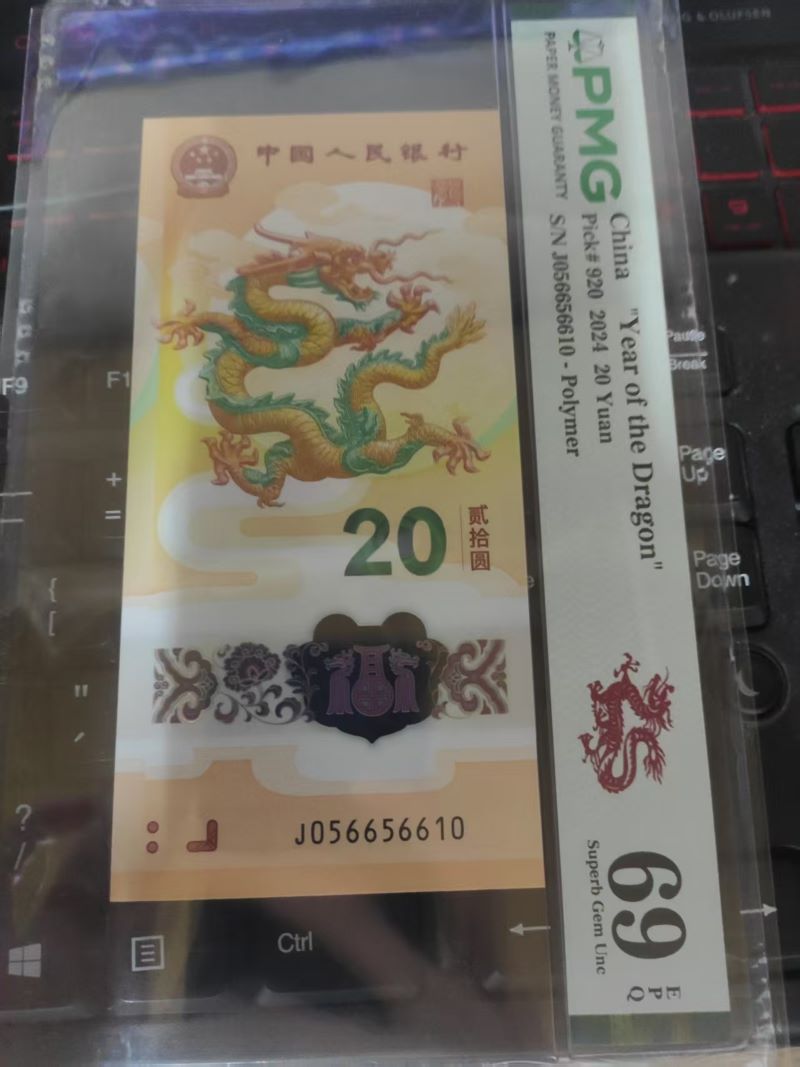 中国人民银行
20
贰拾圆
J056656610
PMG
PAPER MONEY GUARANTY
China "Year of the Dragon"
Pick# 920 2024 20 Yuan
S/N J056656610 - Polymer
69
EPQ
Superb Gem Unc
& OLUFSEN
Pause
Break
Page
Up
Page
Down
F9
F1
+
=
{
[
"
'
?
/
Ctrl